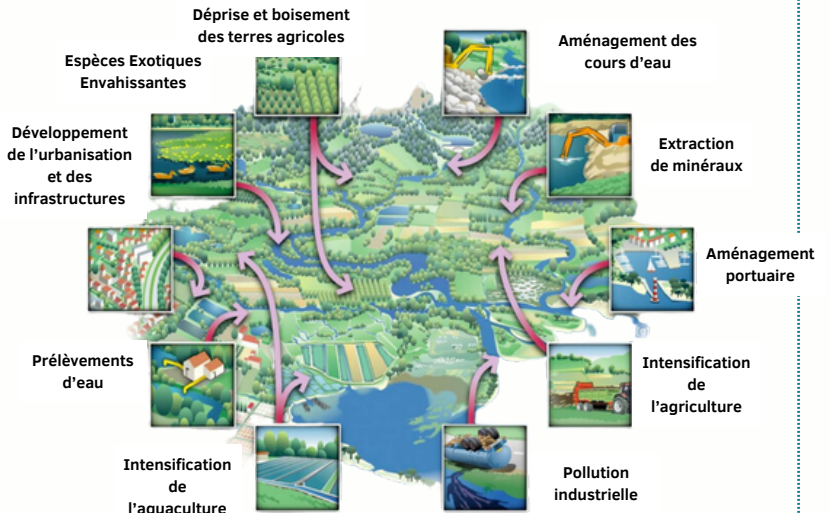 Déprise et boisement
des terres agricoles
Espèces Exotiques
Envahissantes
Aménagement des
cours d'eau
Développement
de l'urbanisation
et des
infrastructures
Extraction
de minéraux
Aménagement
portuaire
Prélèvements
d'eau
Intensification
de
l'agriculture
Intensification
de
l'aquaculture
Pollution
industrielle